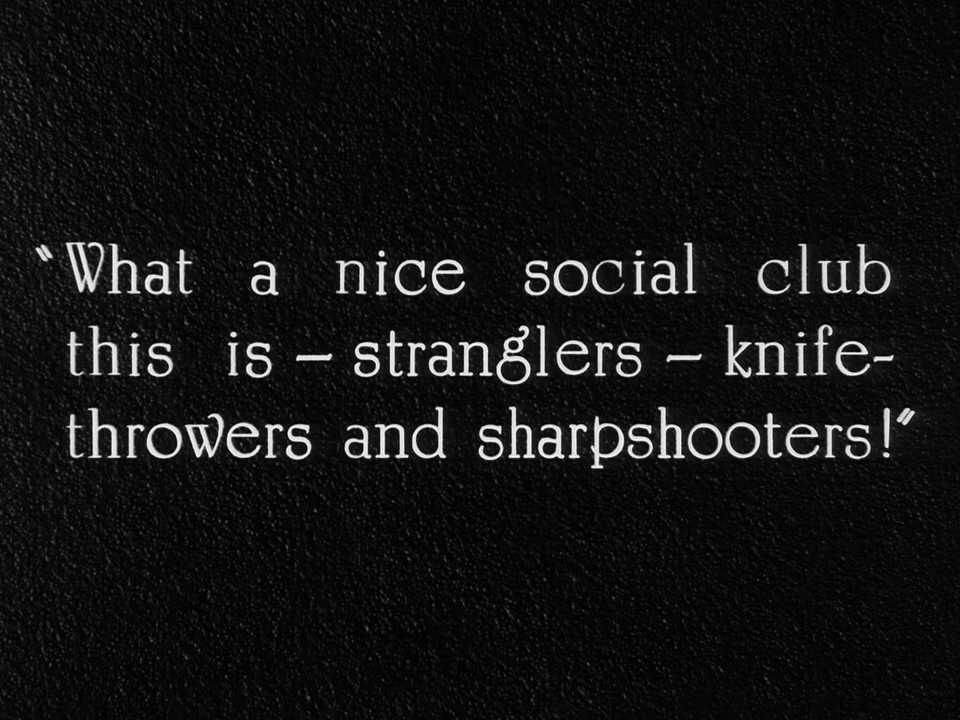 “What a nice social club
this is — stranglers — knife-
throwers and sharpshooters!”